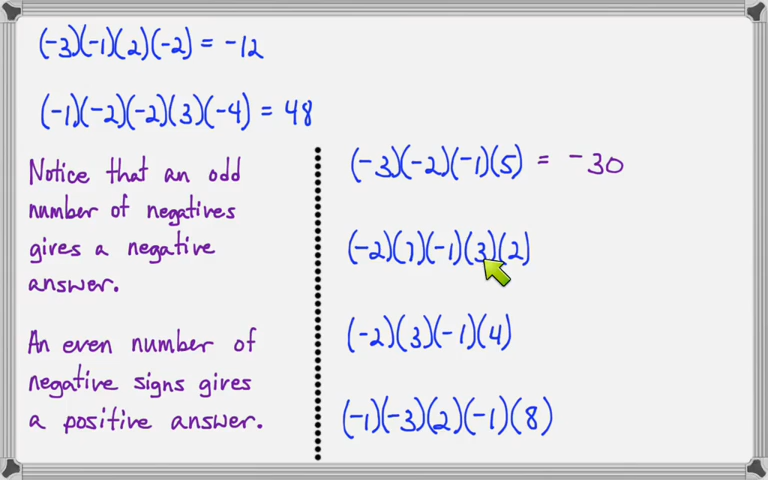 (-3)(-1)(2)(-2) = -12
(-1)(-2)(-2)(3)(-4) = 48
Notice that an odd
number of negatives
gives a negative
answer.
An even number of
negative signs gives
a positive answer.
(-3)(-2)(-1)(5) = -30
(-2)(7)(-1)(3)(2)
(-2)(3)(-1)(4)
(-1)(-3)(2)(-1)(8)